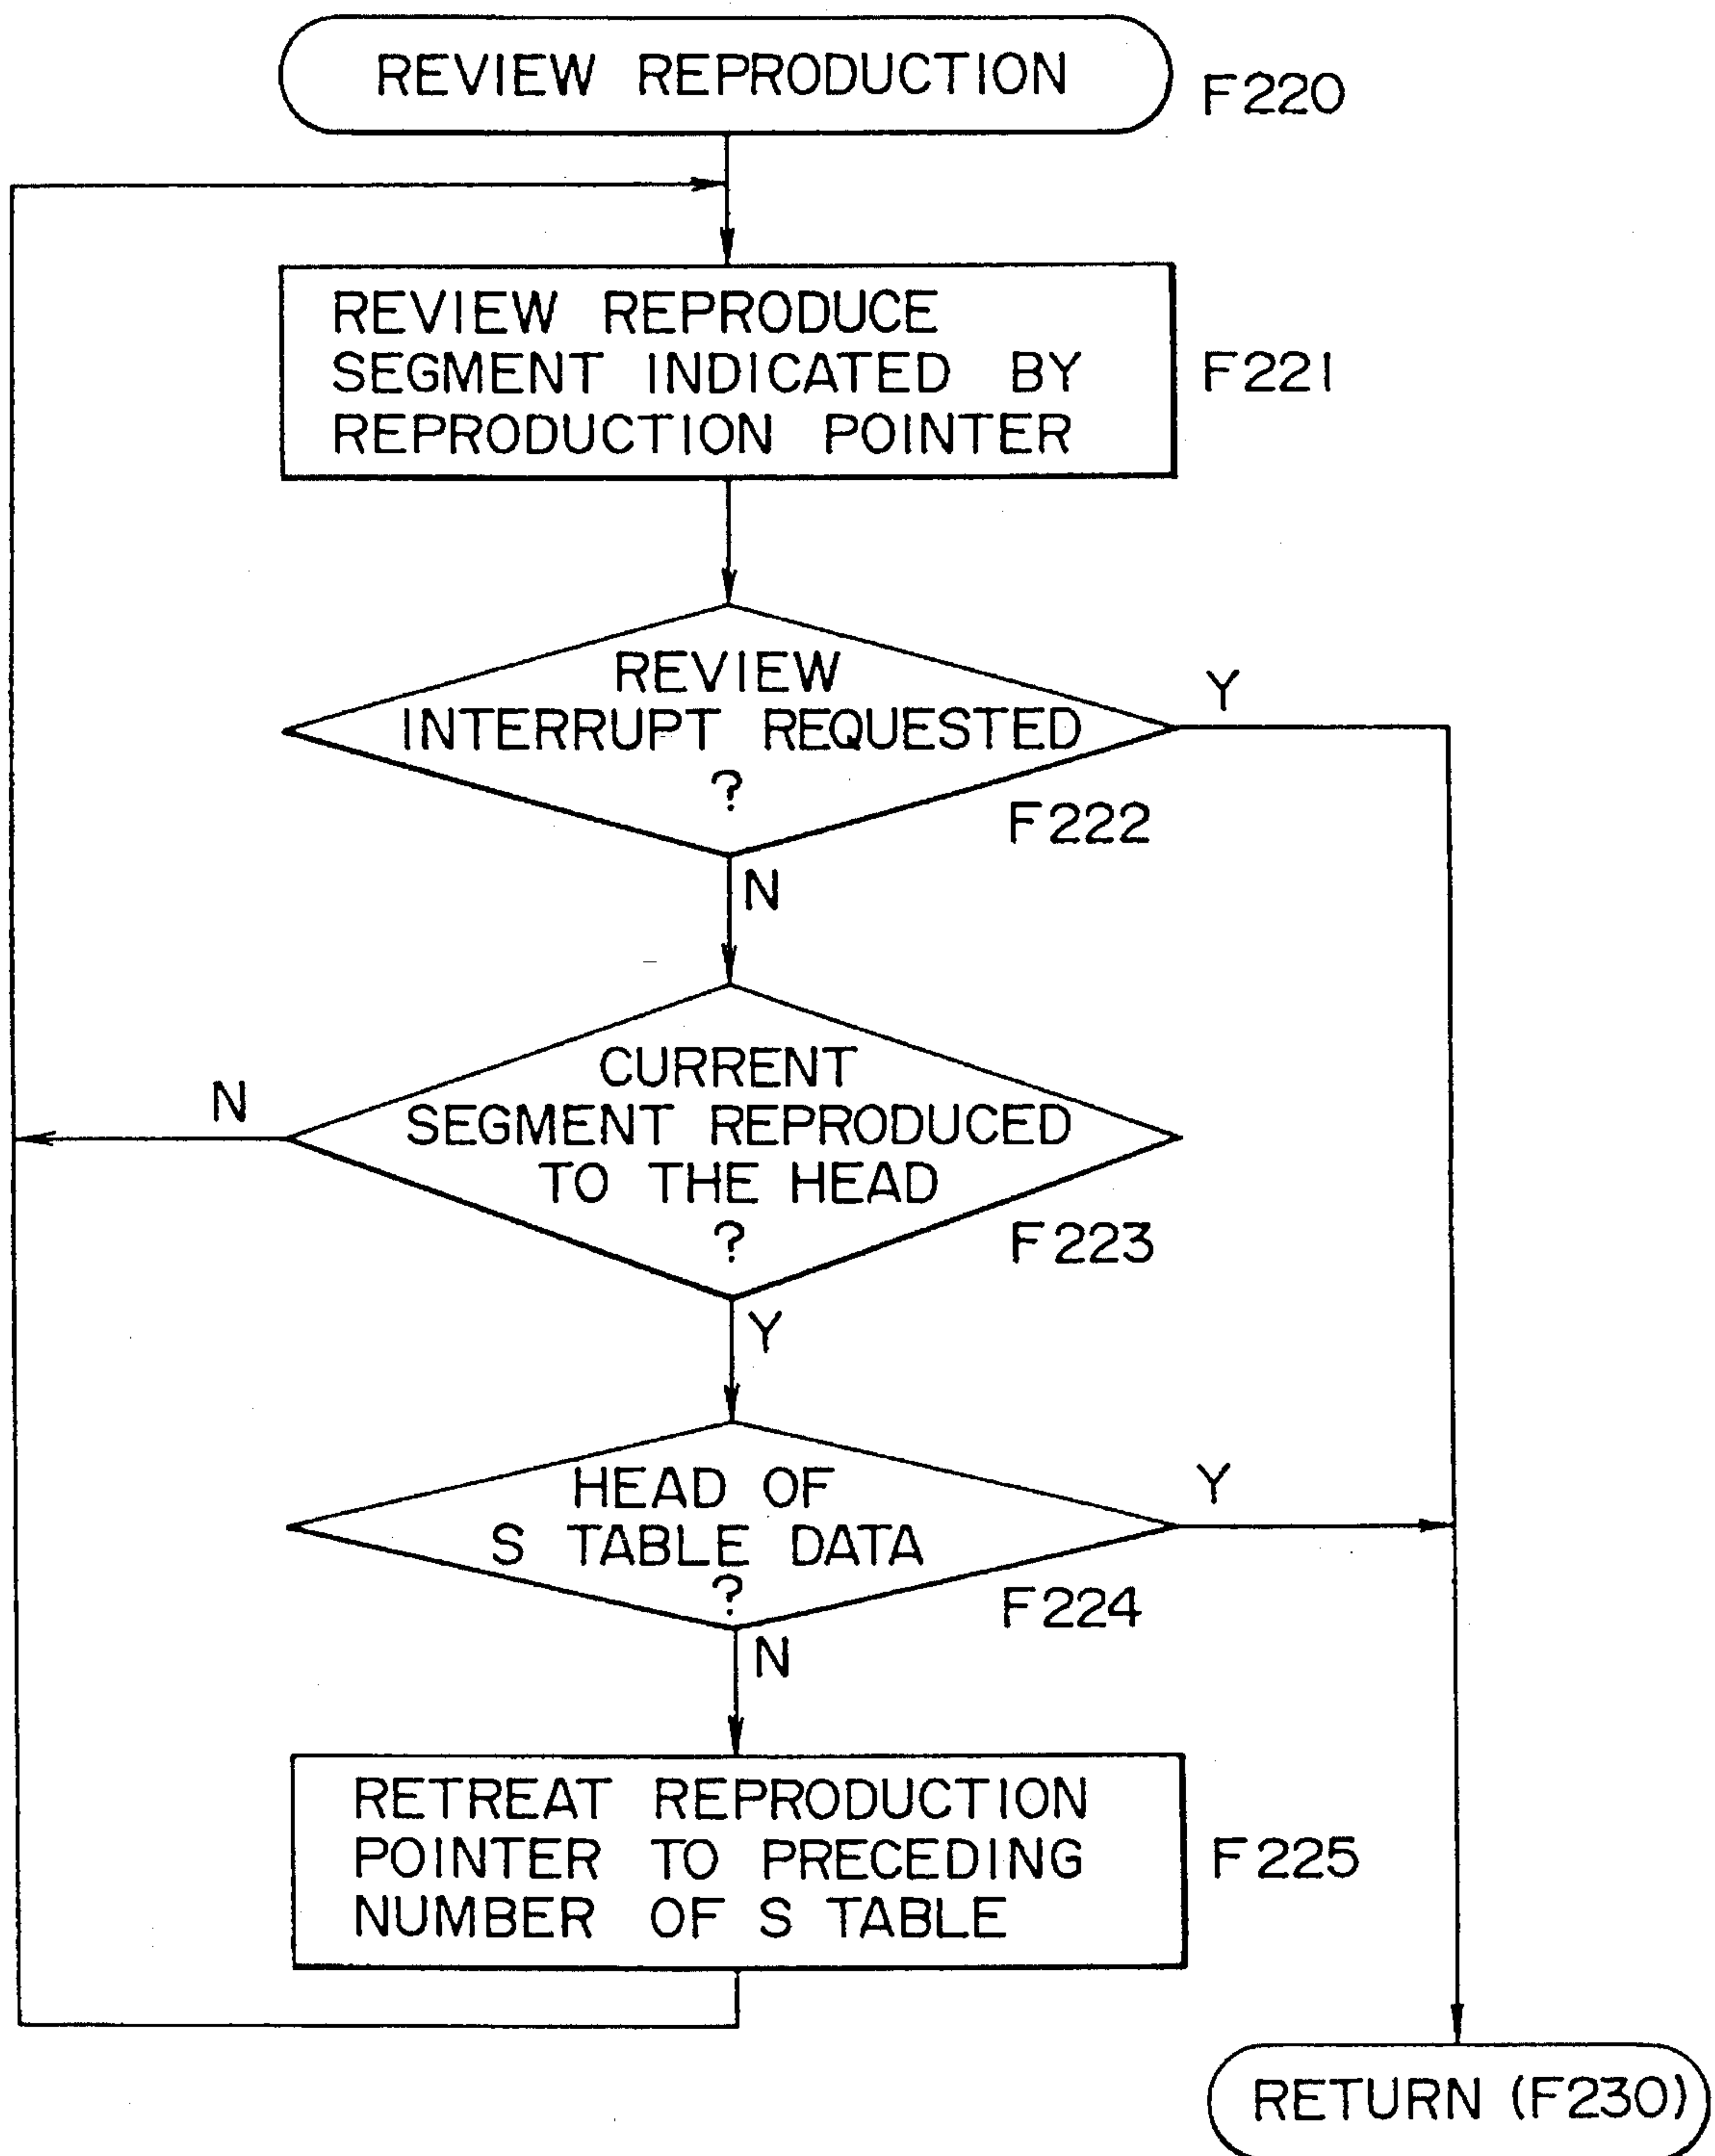 REVIEW REPRODUCTION
F220
REVIEW REPRODUCE
SEGMENT INDICATED BY
REPRODUCTION POINTER
F221
REVIEW
INTERRUPT REQUESTED
?
Y
F222
N
CURRENT
SEGMENT REPRODUCED
TO THE HEAD
?
N
F223
Y
HEAD OF
S TABLE DATA
?
Y
F224
N
RETREAT REPRODUCTION
POINTER TO PRECEDING
NUMBER OF S TABLE
F225
RETURN (F230)